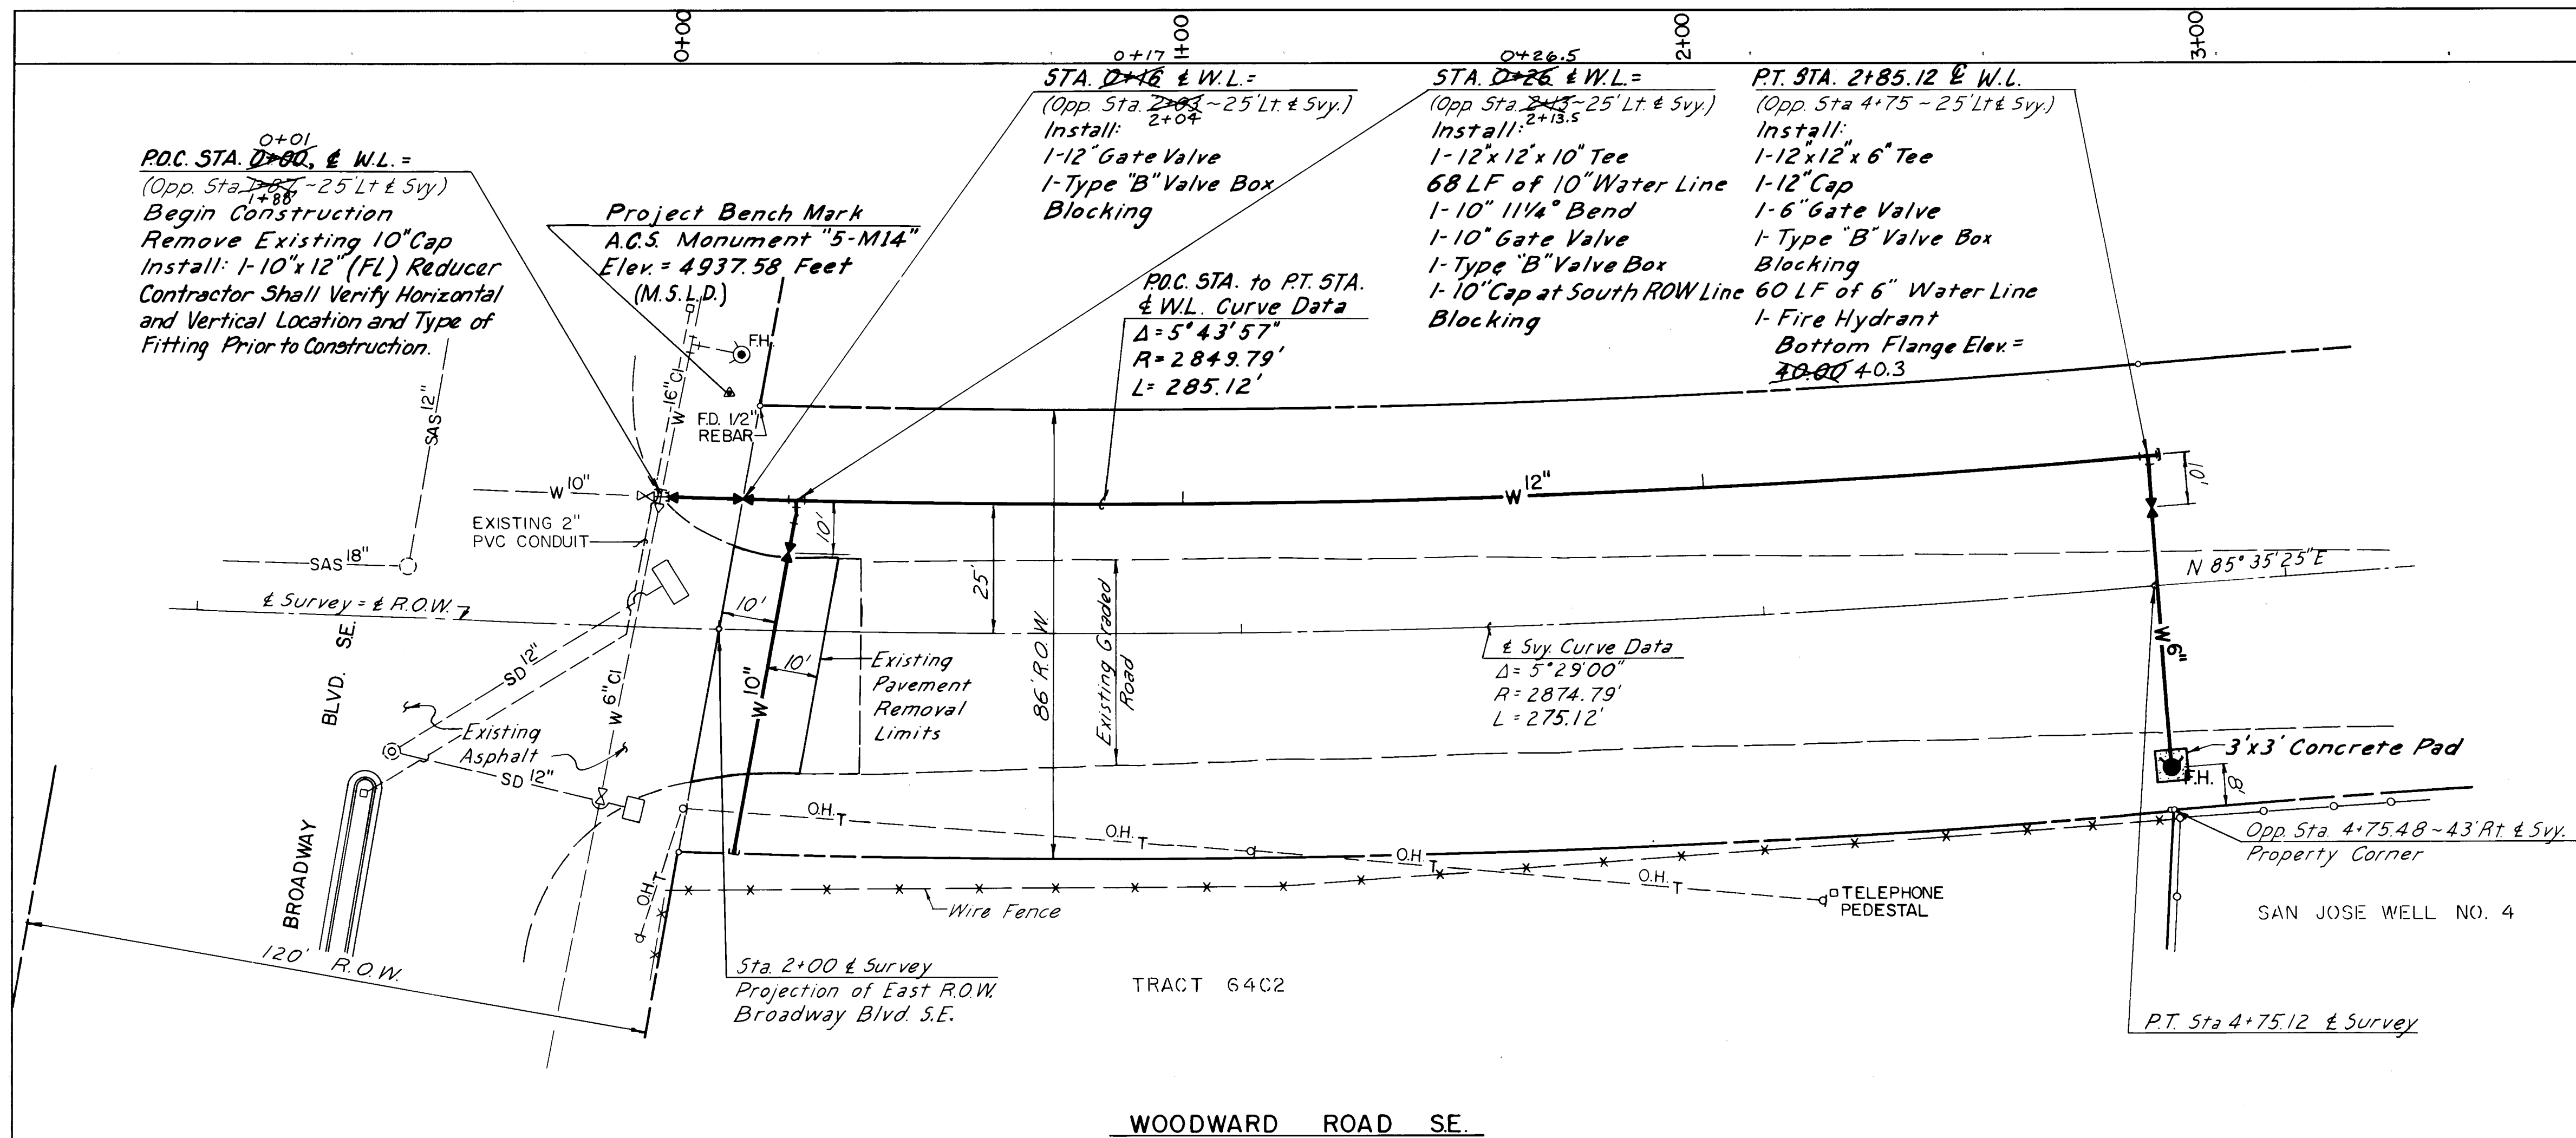 0+00
1+00
2+00
3+00
0+01
P.O.C. STA. 0+00, ℄ W.L. =
(Opp. Sta 1+87 ~25' Lt ℄ Svy)
1+88
Begin Construction
Remove Existing 10" Cap
Install: 1-10"x 12" (FL) Reducer
Contractor Shall Verify Horizontal
and Vertical Location and Type of
Fitting Prior to Construction.
Project Bench Mark
A.C.S. Monument "5-M14"
Elev. = 4937.58 Feet
(M.S.L.D.)
0+17
STA. 0+16 ℄ W.L. =
(Opp. Sta. 2+03 ~25' Lt. ℄ Svy.)
2+04
Install:
1-12" Gate Valve
1-Type "B" Valve Box
Blocking
0+26.5
STA. 0+26 ℄ W.L. =
(Opp. Sta. 2+13 ~25' Lt. ℄ Svy.)
2+13.5
Install:
1-12"x 12"x 10" Tee
68 LF of 10" Water Line
1-10" 11¼° Bend
1-10" Gate Valve
1-Type "B" Valve Box
1-10" Cap at South ROW Line
Blocking
P.T. STA. 2+85.12 ℄ W.L.
(Opp. Sta 4+75 ~ 25' Lt ℄ Svy.)
Install:
1-12"x 12"x 6" Tee
1-12" Cap
1-6" Gate Valve
1- Type "B" Valve Box
Blocking
60 LF of 6" Water Line
1- Fire Hydrant
Bottom Flange Elev. =
40.00 40.3
P.O.C. STA. to P.T. STA.
℄ W.L. Curve Data
Δ = 5° 43' 57"
R = 2849.79'
L = 285.12'
F.H.
W 16" CI
F.D. 1/2"
REBAR
SAS 12"
W 10"
W 12"
10'
EXISTING 2"
PVC CONDUIT
SAS 18"
10'
25'
N 85° 35' 25" E
℄ Survey = ℄ R.O.W.
10'
10'
86' R.O.W.
Existing Graded
Road
Existing
Pavement
Removal
Limits
℄ Svy. Curve Data
Δ = 5° 29' 00"
R = 2874.79'
L = 275.12'
W 6"
W 10"
SD 12"
W 6" CI
Existing
Asphalt
SD 12"
3'x3' Concrete Pad
F.H.
8'
O.H. T
O.H. T
O.H. T
O.H. T
O.H. T
Opp. Sta. 4+75.48 ~ 43' Rt. ℄ Svy.
Property Corner
BROADWAY BLVD. SE.
Wire Fence
TELEPHONE
PEDESTAL
SAN JOSE WELL NO. 4
120' R.O.W.
Sta. 2+00 ℄ Survey
Projection of East R.O.W.
Broadway Blvd. S.E.
TRACT 64C2
P.T. Sta 4+75.12 ℄ Survey
WOODWARD ROAD S.E.